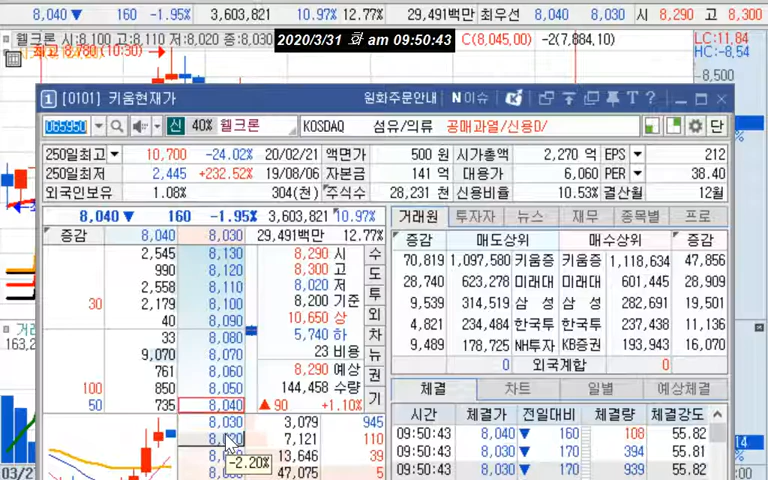 8,040 ▼ 160 -1.95% 3,603,821 10.97% 12.77% 29,491백만 최우선 8,040 8,030 시 8,290 고 8,300
웰크론 시:8,100 고:8,110 저:8,020 종:8,030
2020/3/31 화 am 09:50:43
C(8,045.00) -2(7,884,10) LC:11,84
최고 8,780 (10:30) HC:-8,54
8,500
1 [0101] 키움현재가 원화주문안내 N이슈
065950 신 40% 웰크론 KOSDAQ 섬유/의류 공매과열/신용D/ 단
250일최고 10,700 -24.02% 20/02/21 액면가 500 원 시가총액 2,270 억 EPS 212
250일최저 2,445 +232.52% 19/08/06 자본금 141 억 대용가 6,060 PER 38.40
외국인보유 1.08% 304(천) 주식수 28,231 천 신용비율 10.53% 결산월 12월
8,040 ▼ 160 -1.95% 3,603,821 10.97% 거래원 투자자 뉴스 재무 종목별 프로
증감 8,040 8,030 29,491백만 12.77% 수 증감 매도상위 매수상위 증감
2,545 8,130 8,290 시
990 8,120 8,300 고 도
2,558 8,110 8,020 저
30 2,179 8,100 8,200 기준 투
40 8,090 10,650 상 외
33 8,080 5,740 하
9,070 8,070 23 비용 차
761 8,060 8,290 예상 뉴
100 850 8,050 144,458 수량 권
50 735 8,040 ▲ 90 +1.10% 기
8,030 3,079 945
7,121 110
13,646 39
47,075 5
-2.20%
70,819 1,097,580 키움증 키움증 1,118,634 47,856
28,740 623,278 미래대 미래대 601,445 28,909
9,539 314,519 삼 성 삼 성 282,691 19,501
4,821 234,484 한국투 한국투 237,438 11,136
9,489 178,725 NH투자 KB증권 193,943 16,070
0 외국계합 0
체결 차트 일별 예상체결
시간 체결가 전일대비 체결량 체결강도
09:50:43 8,040 ▼ 160 108 55.82
09:50:43 8,030 ▼ 170 394 55.81
09:50:43 8,030 ▼ 170 939 55.82